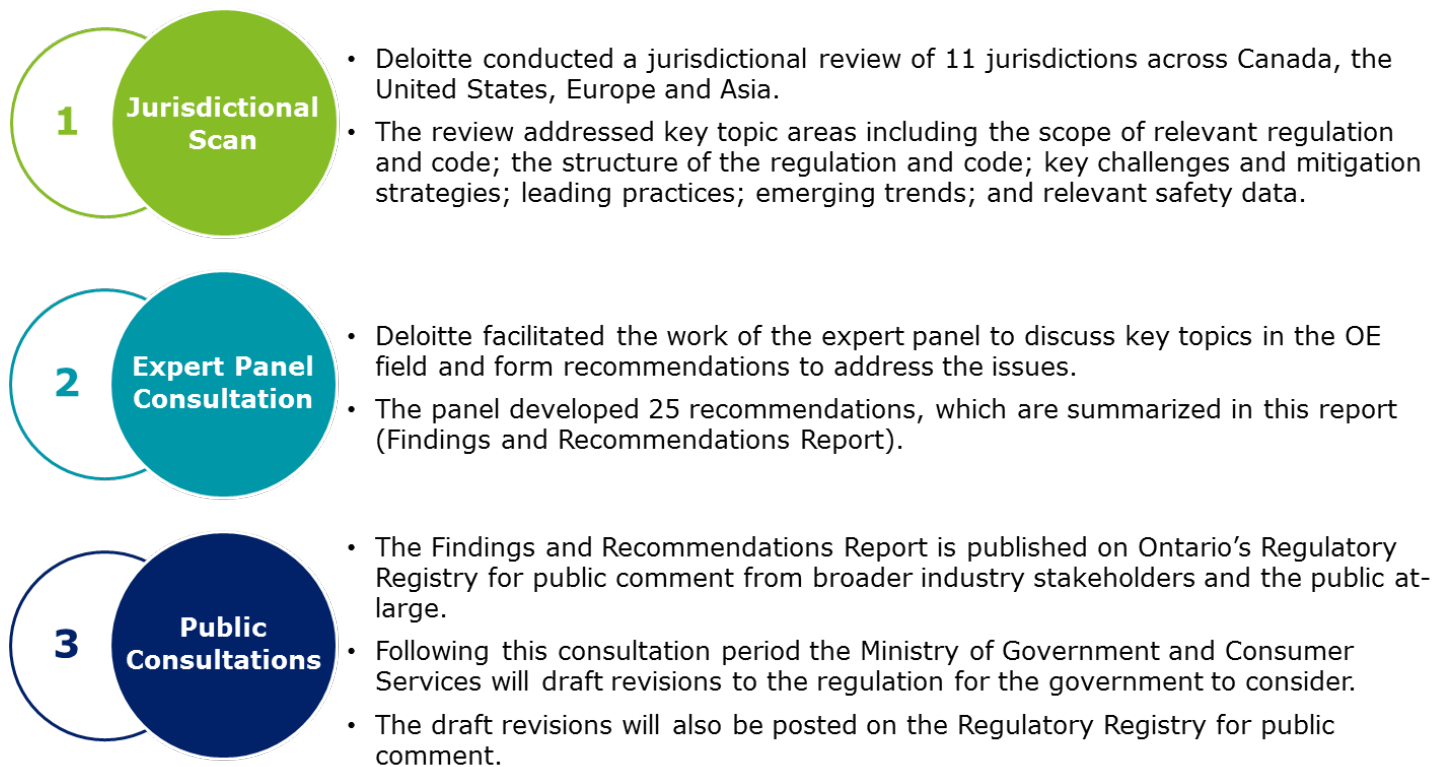 1
Jurisdictional
Scan
• Deloitte conducted a jurisdictional review of 11 jurisdictions across Canada, the
United States, Europe and Asia.
• The review addressed key topic areas including the scope of relevant regulation
and code; the structure of the regulation and code; key challenges and mitigation
strategies; leading practices; emerging trends; and relevant safety data.
2
Expert Panel
Consultation
• Deloitte facilitated the work of the expert panel to discuss key topics in the OE
field and form recommendations to address the issues.
• The panel developed 25 recommendations, which are summarized in this report
(Findings and Recommendations Report).
3
Public
Consultations
• The Findings and Recommendations Report is published on Ontario’s Regulatory
Registry for public comment from broader industry stakeholders and the public at-
large.
• Following this consultation period the Ministry of Government and Consumer
Services will draft revisions to the regulation for the government to consider.
• The draft revisions will also be posted on the Regulatory Registry for public
comment.